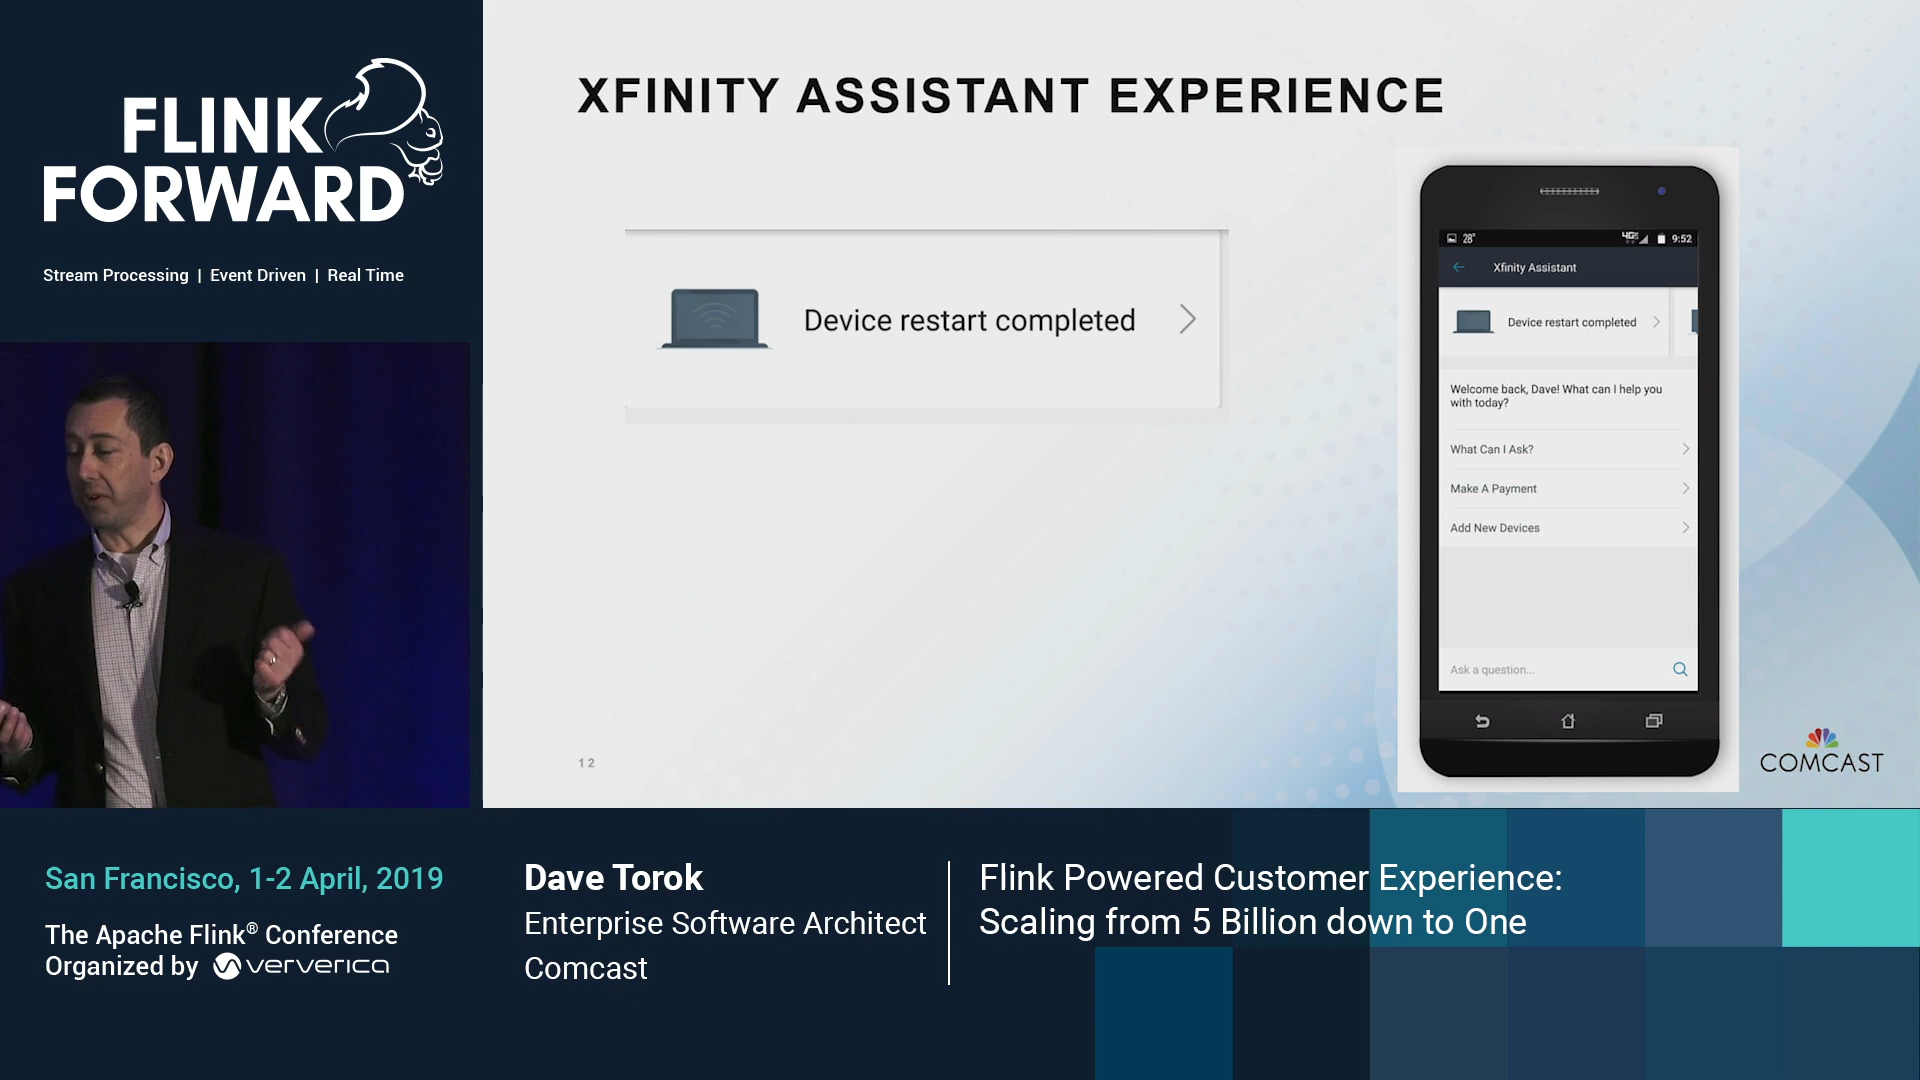 FLINK
FORWARD
Stream Processing | Event Driven | Real Time
XFINITY ASSISTANT EXPERIENCE
Device restart completed
28°
4G
9:52
Xfinity Assistant
Device restart completed
Welcome back, Dave! What can I help you
with today?
What Can I Ask?
Make A Payment
Add New Devices
Ask a question...
12
COMCAST
San Francisco, 1-2 April, 2019
The Apache Flink® Conference
Organized by ververica
Dave Torok
Enterprise Software Architect
Comcast
Flink Powered Customer Experience:
Scaling from 5 Billion down to One